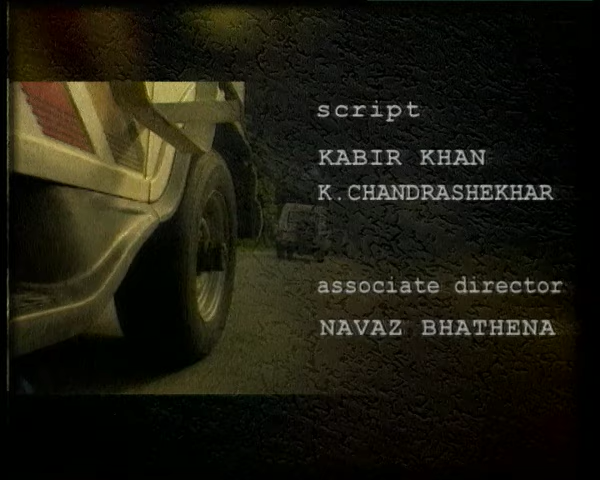 script
KABIR KHAN
K.CHANDRASHEKHAR
associate director
NAVAZ BHATHENA